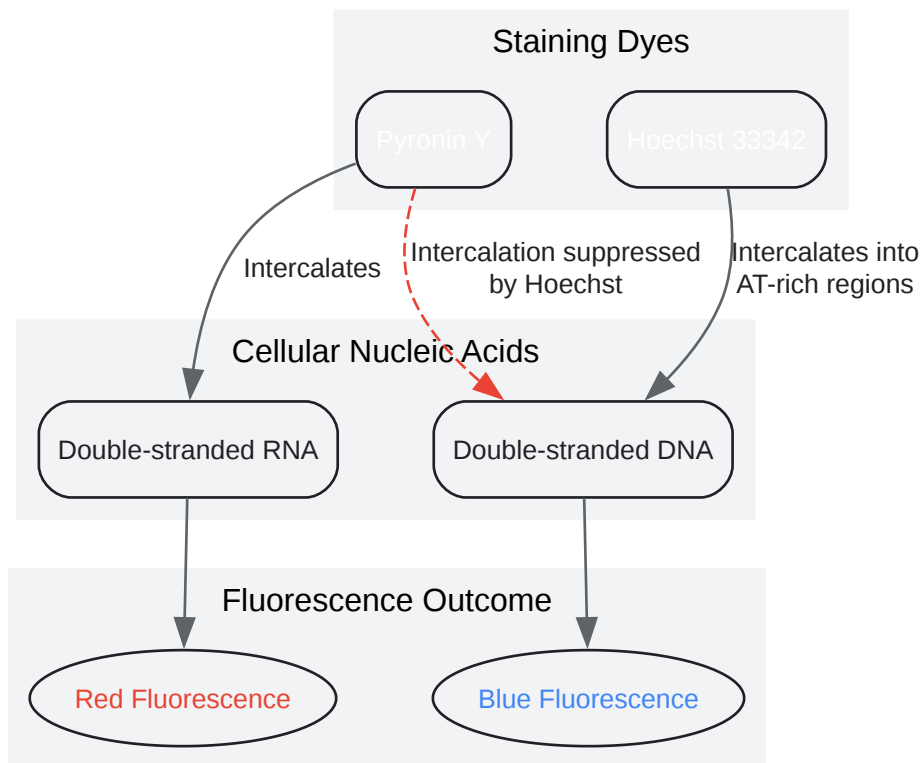 Staining Dyes
Pyronin Y
Hoechst 33342
Intercalates
Intercalation suppressed
by Hoechst
Intercalates into
AT-rich regions
Cellular Nucleic Acids
Double-stranded RNA
Double-stranded DNA
Fluorescence Outcome
Red Fluorescence
Blue Fluorescence